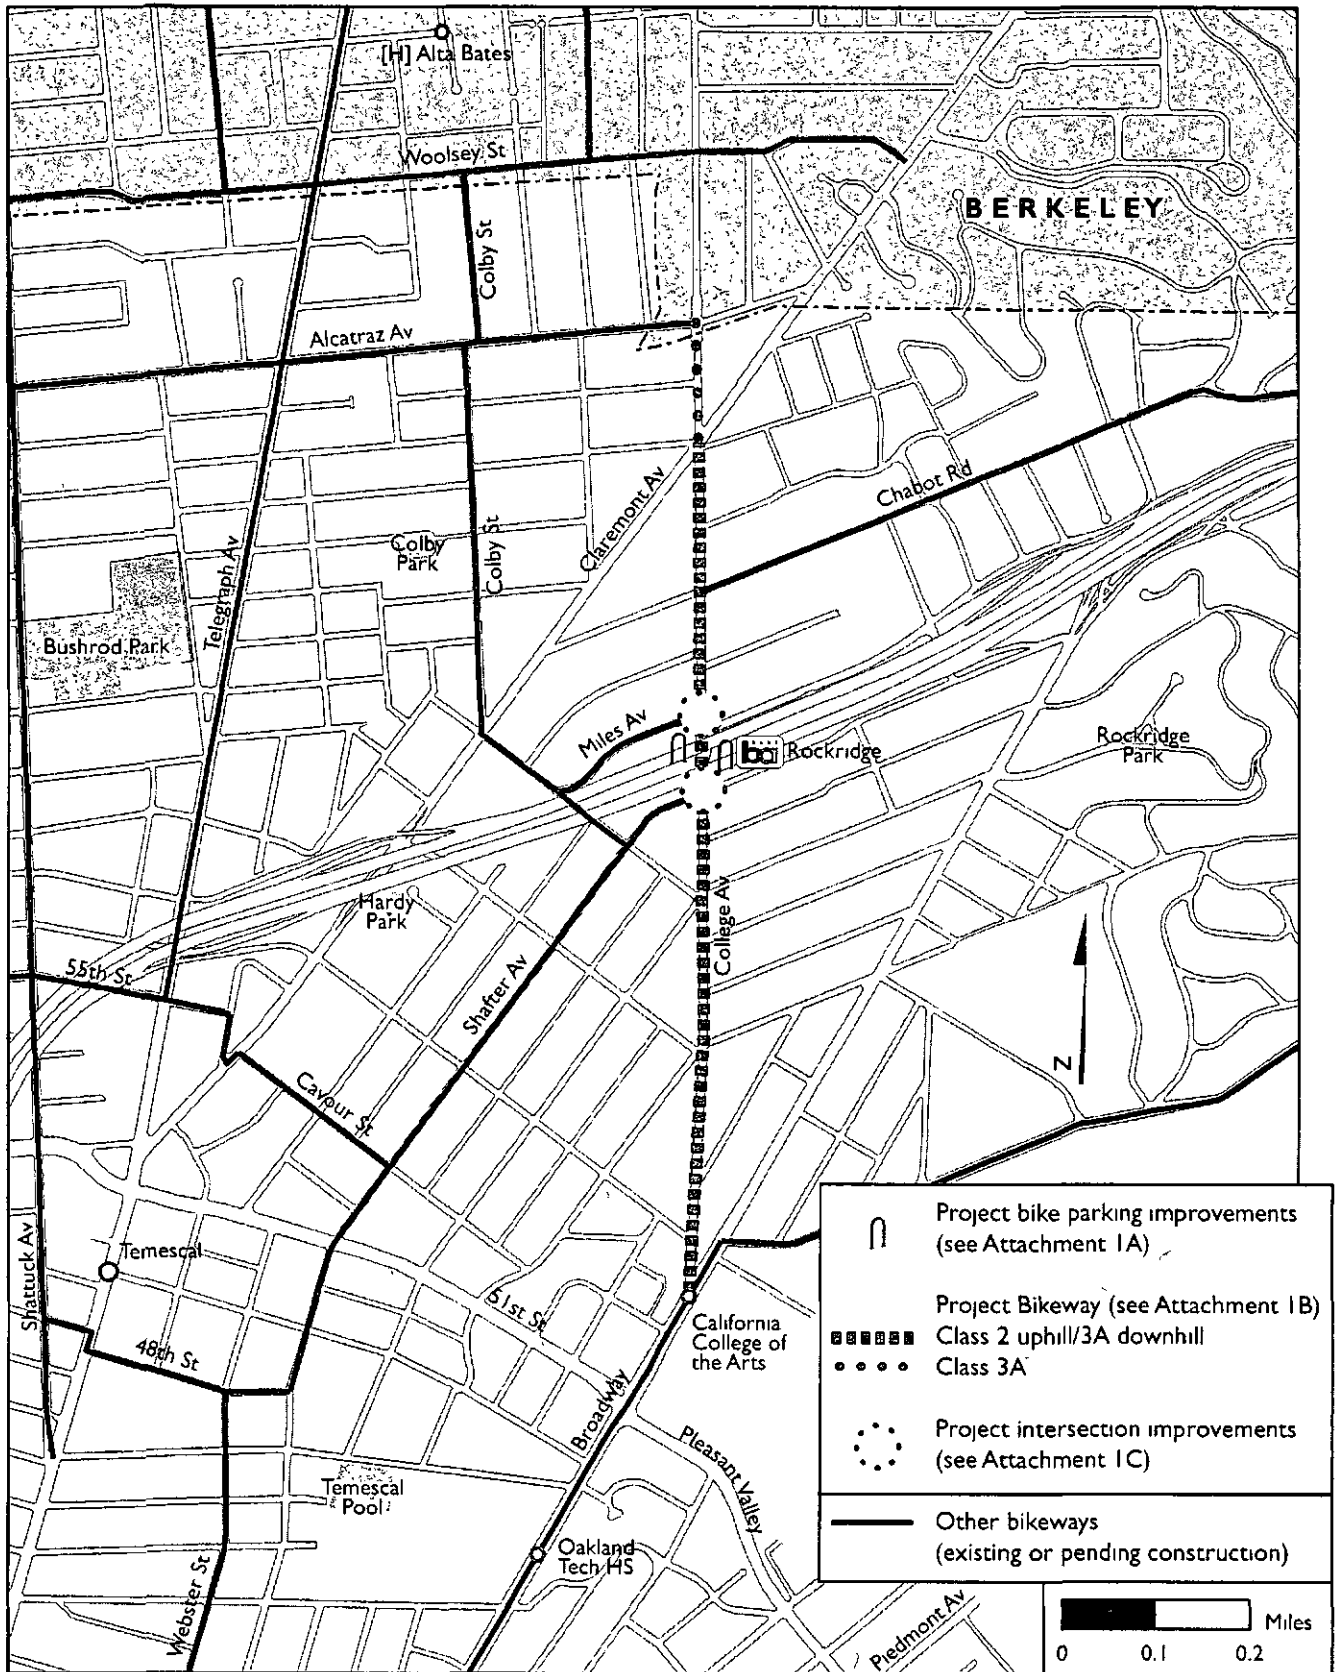 [H] Alta Bates
Woolsey St
BERKELEY
Colby St
Alcatraz Av
Chabot Rd
Claremont Av
Colby
Park
Colby St
Telegraph Av
Bushrod Park
Miles Av
ba Rockridge
Rockridge
Park
Hardy
Park
College Av
55th St
Shafter Av
N
Cavour St
Shattuck Av
Temescal
51st St
California
College of
the Arts
48th St
Broadway
Pleasant Valley
Temescal
Pool
Oakland
Tech HS
Webster St
Piedmont Av
Project bike parking improvements
(see Attachment 1A)
Project Bikeway (see Attachment 1B)
Class 2 uphill/3A downhill
Class 3A
Project intersection improvements
(see Attachment 1C)
Other bikeways
(existing or pending construction)
Miles
0 0.1 0.2